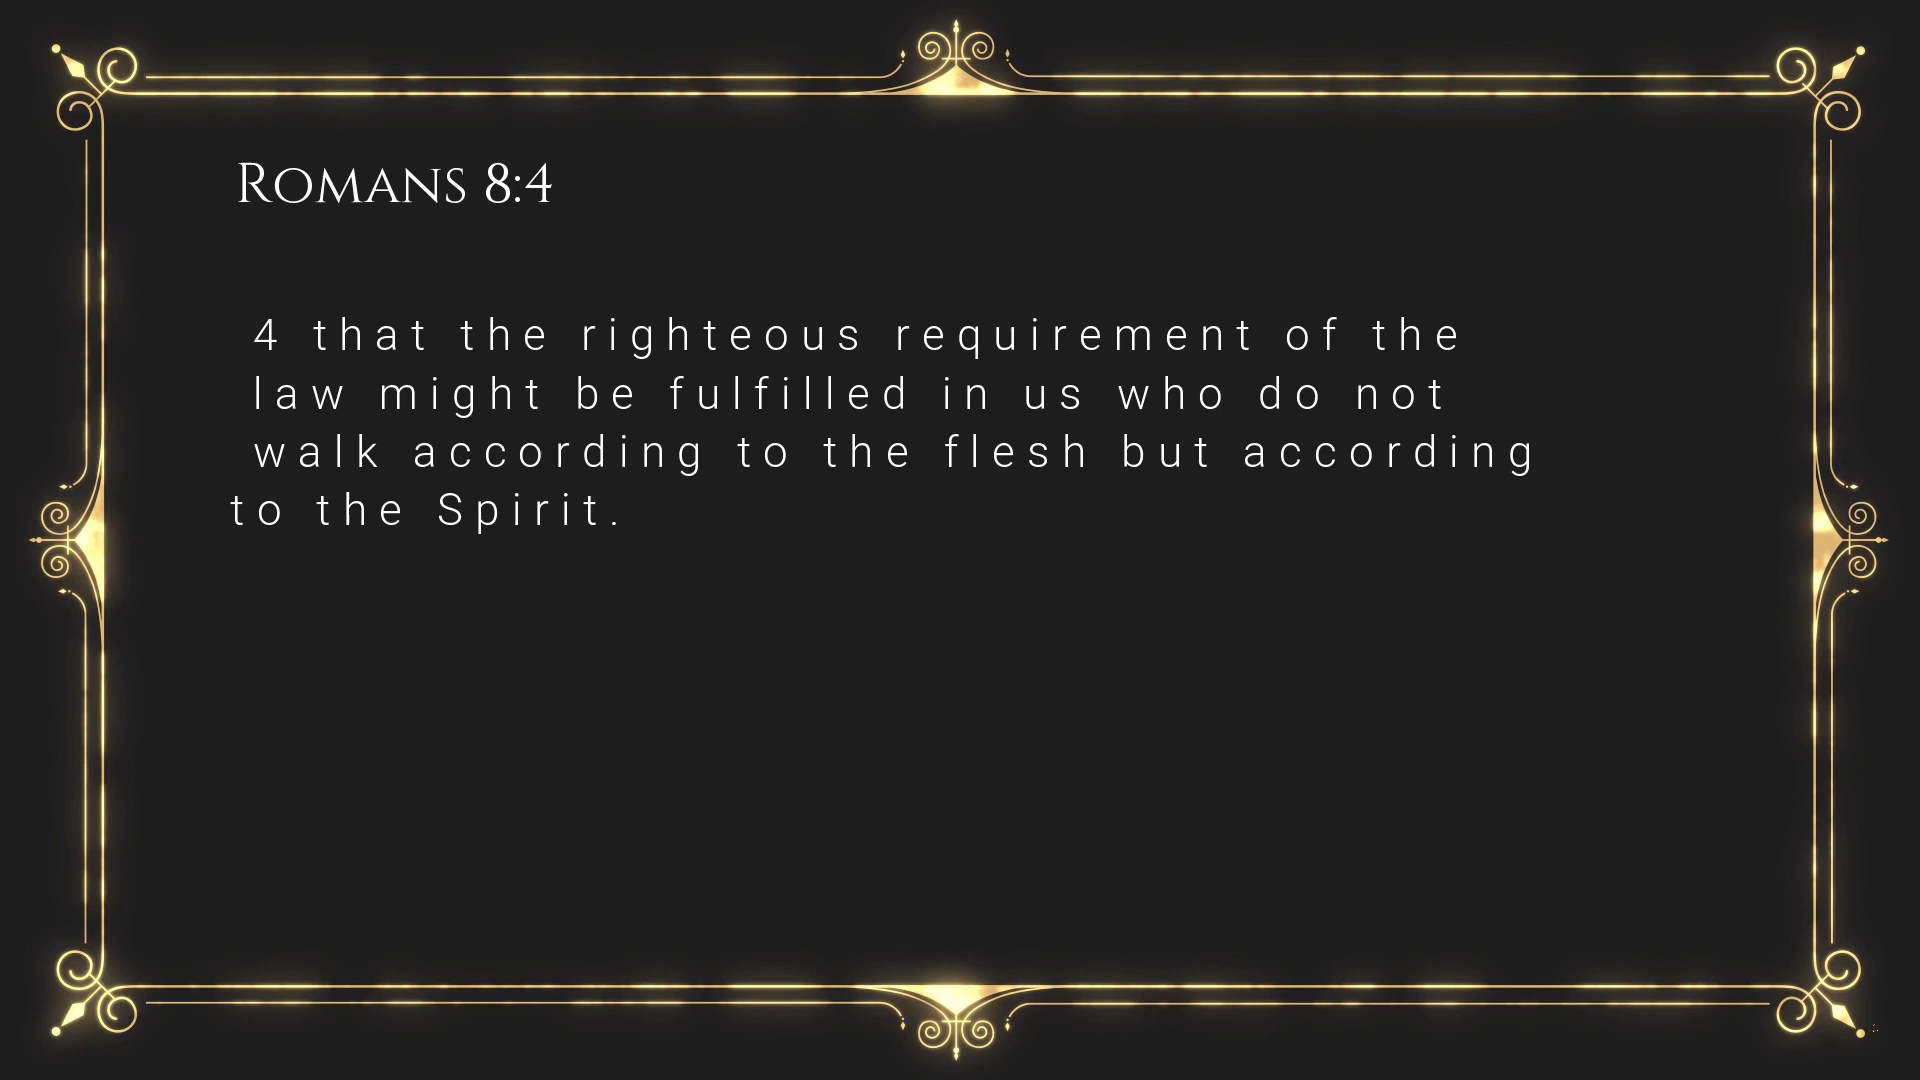 Romans 8:4
4 that the righteous requirement of the
law might be fulfilled in us who do not
walk according to the flesh but according
to the Spirit.